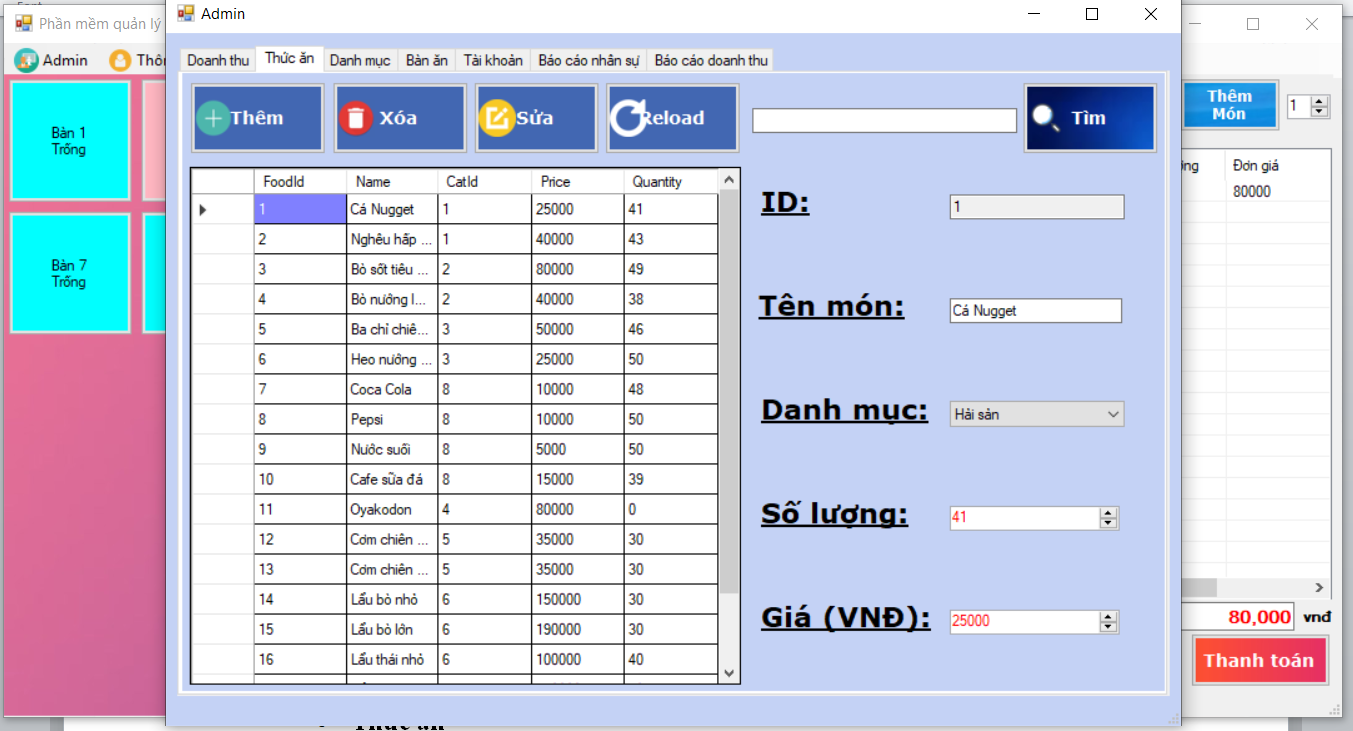 Phần mềm quản lý
Admin
Admin
Thôn
Bàn 1
Trống
Bàn 7
Trống
Doanh thu
Thức ăn
Danh mục
Bàn ăn
Tài khoản
Báo cáo nhân sự
Báo cáo doanh thu
Thêm
Xóa
Sửa
Reload
Tìm
FoodId Name CatId Price Quantity
1 Cá Nugget 1 25000 41
2 Nghêu hấp ... 1 40000 43
3 Bò sốt tiêu ... 2 80000 49
4 Bò nướng l... 2 40000 38
5 Ba chỉ chiê... 3 50000 46
6 Heo nướng ... 3 25000 50
7 Coca Cola 8 10000 48
8 Pepsi 8 10000 50
9 Nước suối 8 5000 50
10 Cafe sữa đá 8 15000 39
11 Oyakodon 4 80000 0
12 Cơm chiên ... 5 35000 30
13 Cơm chiên ... 5 35000 30
14 Lẩu bò nhỏ 6 150000 30
15 Lẩu bò lớn 6 190000 30
16 Lẩu thái nhỏ 6 100000 40
ID: 1
Tên món: Cá Nugget
Danh mục: Hải sản
Số lượng: 41
Giá (VNĐ): 25000
Thêm
Món
1
ng Đơn giá
80000
80,000 vnđ
Thanh toán
Thức ăn